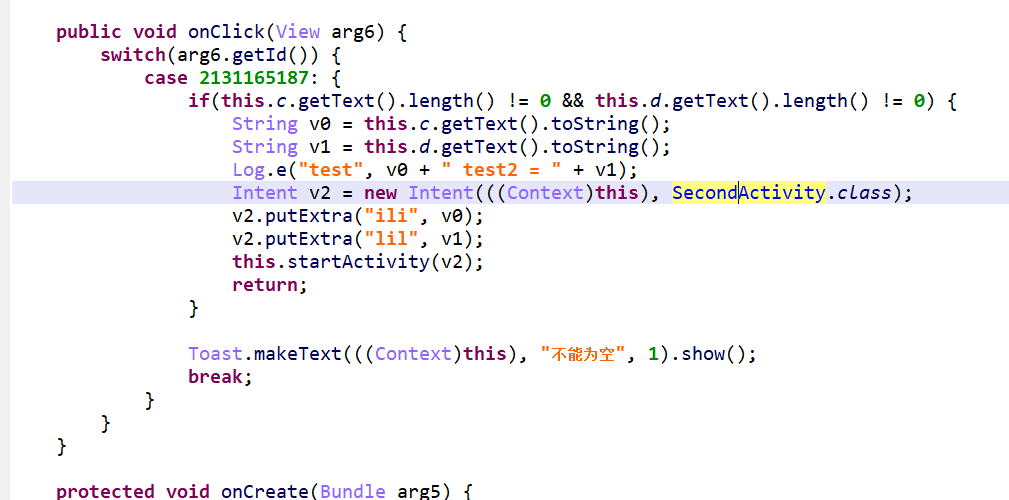 public void onClick(View arg6) {
switch(arg6.getId()) {
case 2131165187: {
if(this.c.getText().length() != 0 && this.d.getText().length() != 0) {
String v0 = this.c.getText().toString();
String v1 = this.d.getText().toString();
Log.e("test", v0 + " test2 = " + v1);
Intent v2 = new Intent(((Context)this), SecondActivity.class);
v2.putExtra("ili", v0);
v2.putExtra("lil", v1);
this.startActivity(v2);
return;
}
Toast.makeText(((Context)this), "不能为空", 1).show();
break;
}
}
}
protected void onCreate(Bundle arg5) {